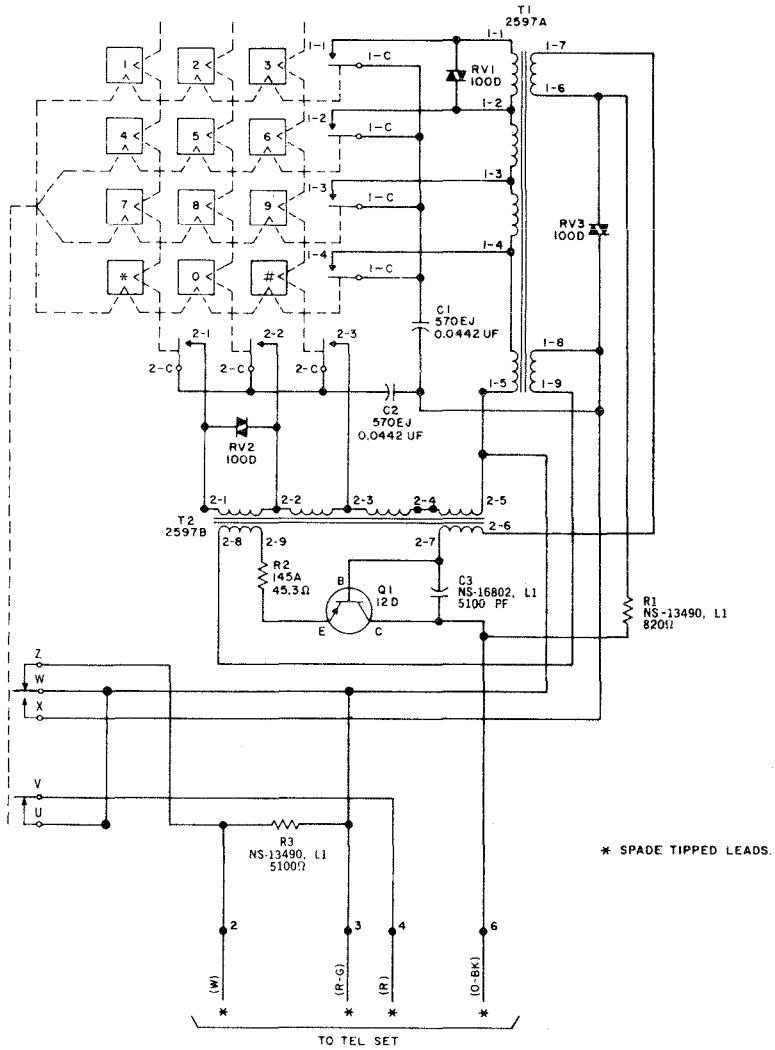 T1
2597A
1-1
1-7
1
2
3
1-C
RV1
100D
1-6
1-2
1-2
1-C
4
5
6
1-3
1-3
1-C
7
8
9
RV3
100D
1-4
1-4
1-C
*
0
#
C1
570EJ
0.0442 UF
2-1
2-2
2-3
1-8
2-C
2-C
2-C
1-5
1-9
C2
570EJ
0.0442 UF
RV2
100D
2-1
2-2
2-3
2-4
2-5
T2
2597B
2-6
2-8
2-9
2-7
R2
145A
45.3Ω
B
Q1
12D
C3
NS-16802, L1
5100 PF
E
C
R1
NS-13490, L1
820Ω
Z
W
X
V
U
R3
NS-13490, L1
5100Ω
* SPADE TIPPED LEADS.
2
3
4
6
(W)
(R-G)
(R)
(O-BK)
*
*
*
*
TO TEL SET